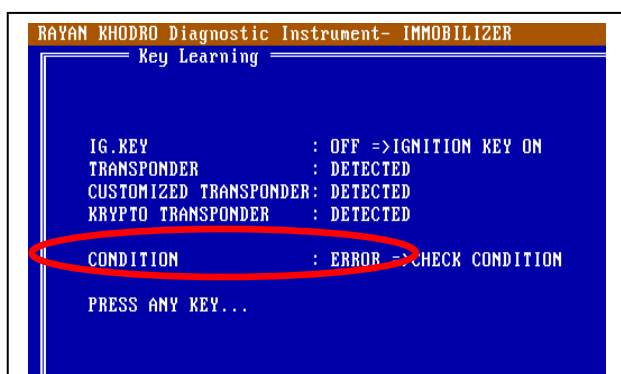 RAYAN KHODRO Diagnostic Instrument- IMMOBILIZER
Key Learning
IG.KEY : OFF =>IGNITION KEY ON
TRANSPONDER : DETECTED
CUSTOMIZED TRANSPONDER: DETECTED
KRYPTO TRANSPONDER : DETECTED
CONDITION : ERROR =>CHECK CONDITION
PRESS ANY KEY...